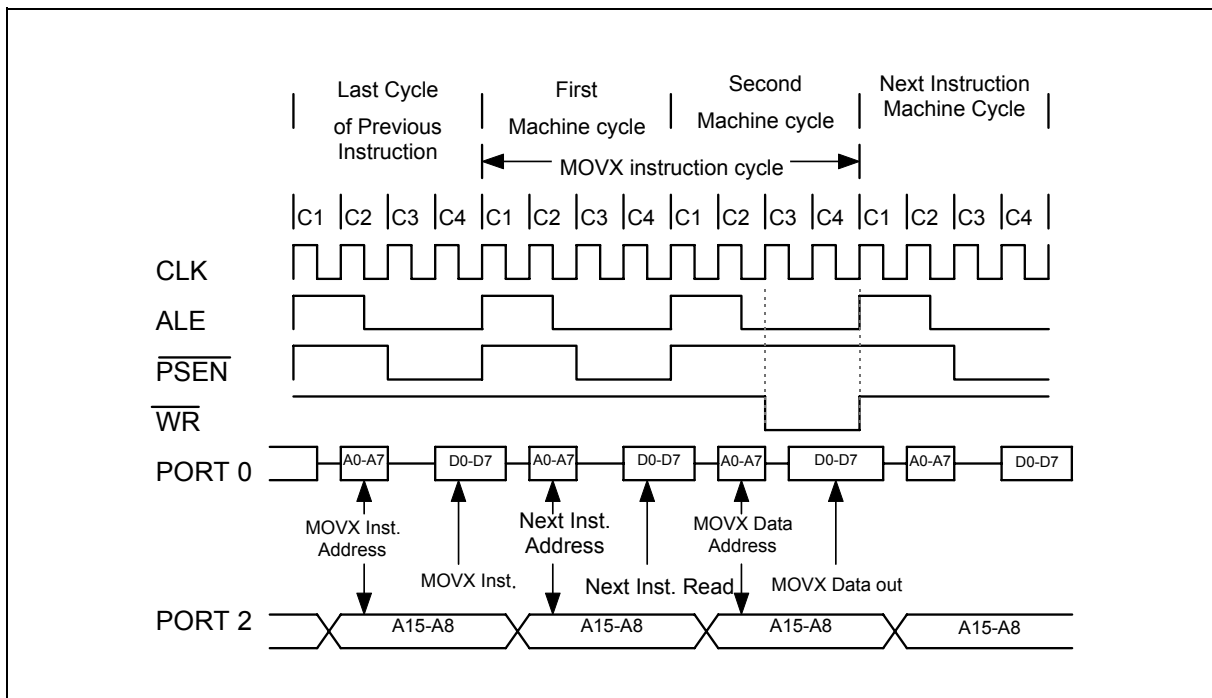 Last Cycle
of Previous
Instruction
First
Machine cycle
Second
Machine cycle
Next Instruction
Machine Cycle
MOVX instruction cycle
C1 C2 C3 C4 C1 C2 C3 C4 C1 C2 C3 C4 C1 C2 C3 C4
CLK
ALE
PSEN
WR
PORT 0
A0-A7 D0-D7 A0-A7 D0-D7 A0-A7 D0-D7 A0-A7 D0-D7
MOVX Inst.
Address
MOVX Inst.
Next Inst.
Address
Next Inst. Read
MOVX Data
Address
MOVX Data out
PORT 2
A15-A8 A15-A8 A15-A8 A15-A8